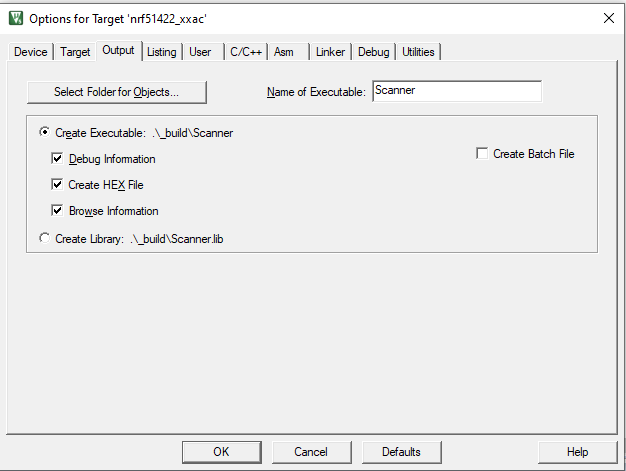 Options for Target 'nrf51422_xxac'
Device Target Output Listing User C/C++ Asm Linker Debug Utilities
Select Folder for Objects... Name of Executable: Scanner
Create Executable: .\_build\Scanner
Debug Information Create Batch File
Create HEX File
Browse Information
Create Library: .\_build\Scanner.lib
OK Cancel Defaults Help